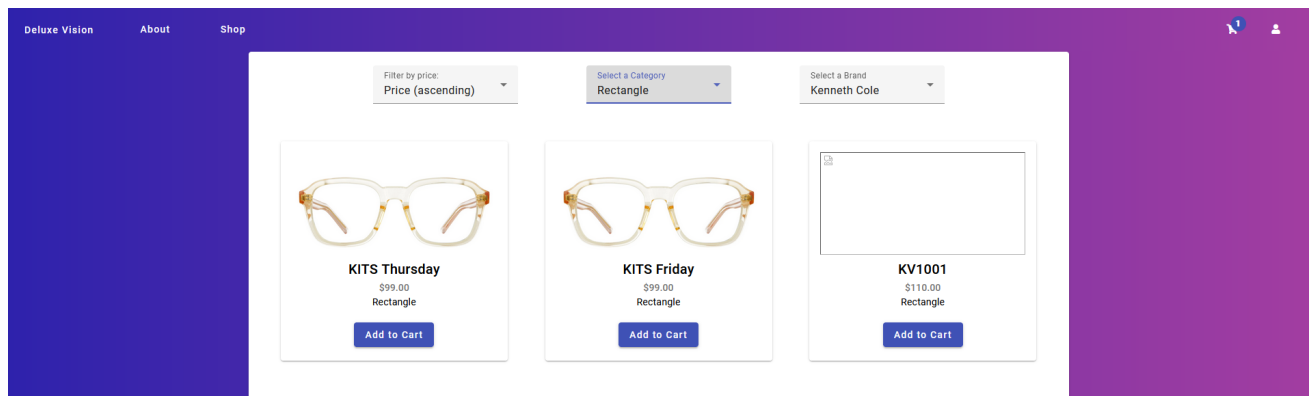 Deluxe Vision About Shop 1
Filter by price: Select a Category Select a Brand
Price (ascending) Rectangle Kenneth Cole
KITS Thursday KITS Friday KV1001
$99.00 $99.00 $110.00
Rectangle Rectangle Rectangle
Add to Cart Add to Cart Add to Cart